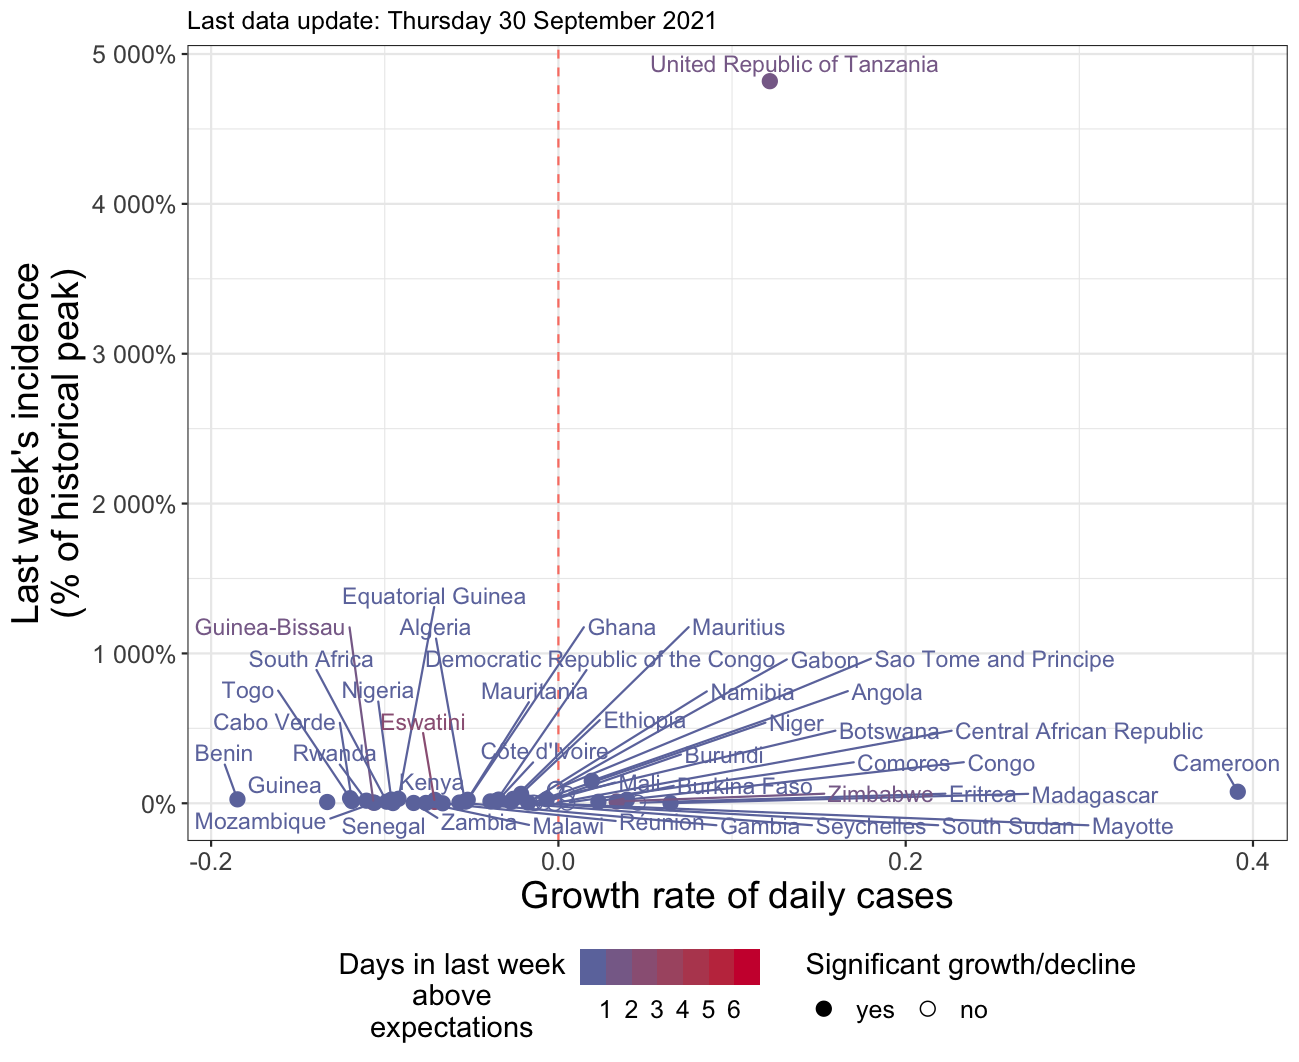 Last data update: Thursday 30 September 2021
5 000%
4 000%
3 000%
2 000%
1 000%
0%
Last week's incidence
(% of historical peak)
United Republic of Tanzania
Equatorial Guinea
Guinea-Bissau
Algeria
Ghana
Mauritius
South Africa
Democratic Republic of the Congo
Gabon
Sao Tome and Principe
Togo
Nigeria
Mauritania
Namibia
Angola
Cabo Verde
Eswatini
Ethiopia
Niger
Botswana
Central African Republic
Benin
Rwanda
Côte d'Ivoire
Burundi
Comoros
Congo
Cameroon
Guinea
Kenya
Mali
Burkina Faso
Zimbabwe
Eritrea
Madagascar
Mozambique
Senegal
Zambia
Malawi
Réunion
Gambia
Seychelles
South Sudan
Mayotte
-0.2
0.0
0.2
0.4
Growth rate of daily cases
Days in last week
above
expectations
1 2 3 4 5 6
Significant growth/decline
yes
no